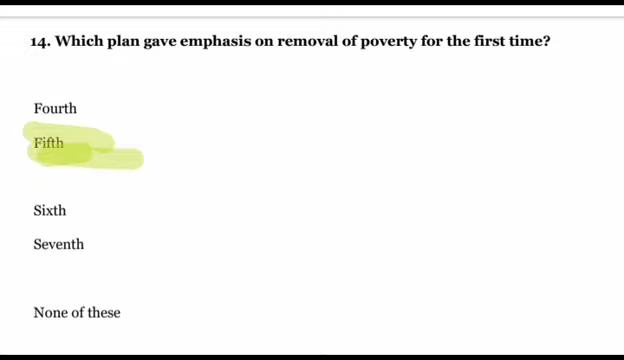 14. Which plan gave emphasis on removal of poverty for the first time?
Fourth
Fifth
Sixth
Seventh
None of these